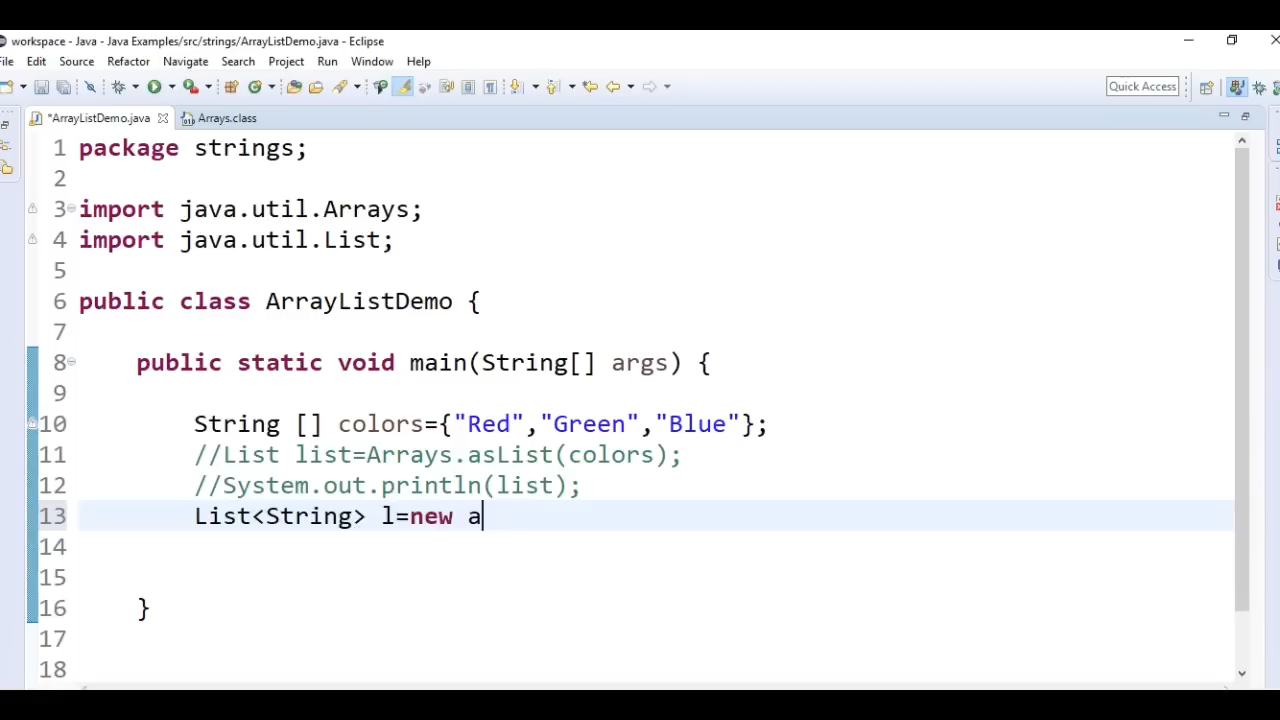 workspace - Java - Java Examples/src/strings/ArrayListDemo.java - Eclipse
File Edit Source Refactor Navigate Search Project Run Window Help
Quick Access
*ArrayListDemo.java Arrays.class
1 package strings;
2
3 import java.util.Arrays;
4 import java.util.List;
5
6 public class ArrayListDemo {
7
8 public static void main(String[] args) {
9
10 String [] colors={"Red","Green","Blue"};
11 //List list=Arrays.asList(colors);
12 //System.out.println(list);
13 List<String> l=new a
14
15
16 }
17
18